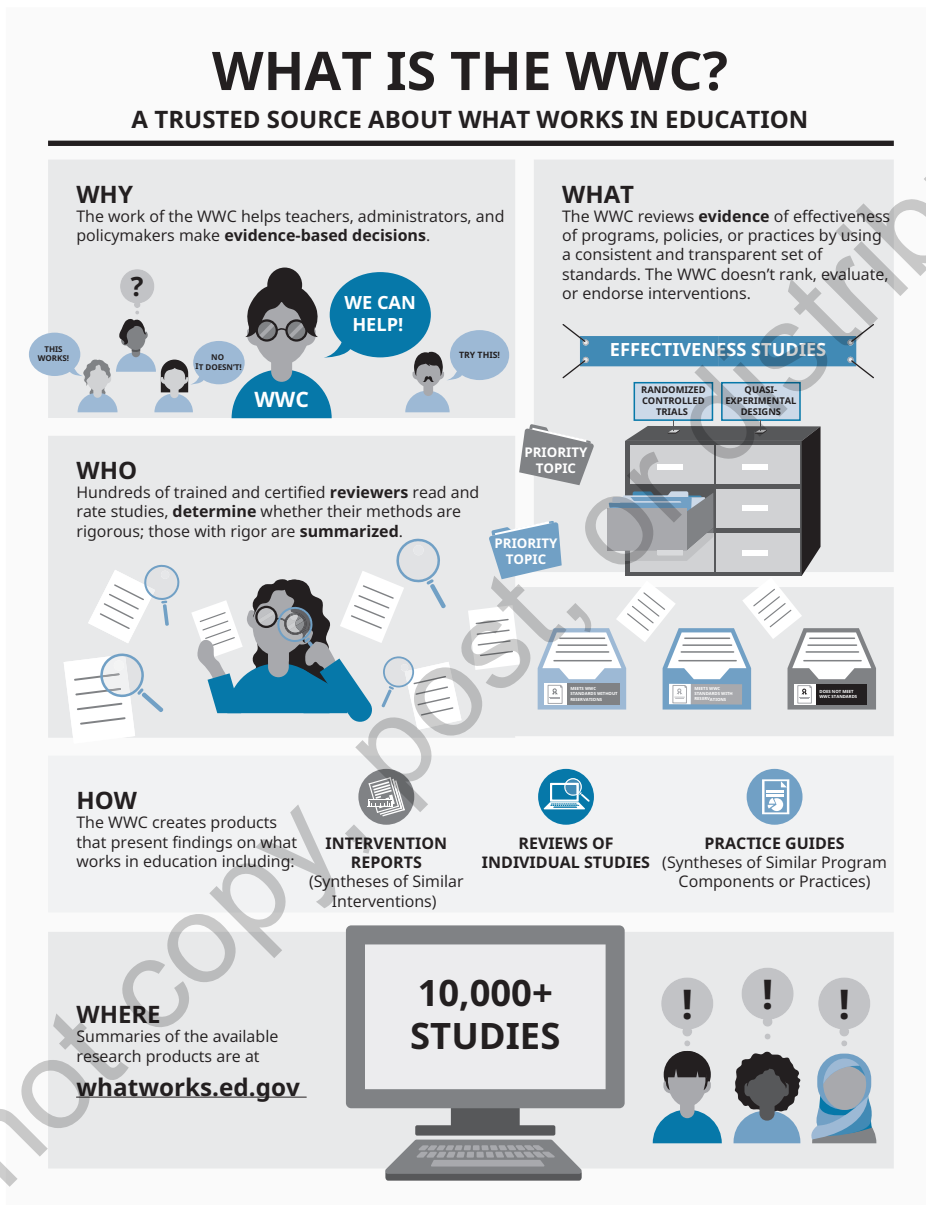 WHAT IS THE WWC?
A TRUSTED SOURCE ABOUT WHAT WORKS IN EDUCATION
WHY
The work of the WWC helps teachers, administrators, and
policymakers make evidence-based decisions.
?
WE CAN
HELP!
THIS
WORKS!
NO
IT DOESN'T!
TRY THIS!
WWC
WHAT
The WWC reviews evidence of effectiveness
of programs, policies, or practices by using
a consistent and transparent set of
standards. The WWC doesn't rank, evaluate,
or endorse interventions.
EFFECTIVENESS STUDIES
RANDOMIZED
CONTROLLED
TRIALS
QUASI-
EXPERIMENTAL
DESIGNS
PRIORITY
TOPIC
WHO
Hundreds of trained and certified reviewers read and
rate studies, determine whether their methods are
rigorous; those with rigor are summarized.
PRIORITY
TOPIC
MEETS WWC
STANDARDS WITHOUT
RESERVATIONS
MEETS WWC
STANDARDS WITH
RESERVATIONS
DOES NOT MEET
WWC STANDARDS
HOW
The WWC creates products
that present findings on what
works in education including:
INTERVENTION
REPORTS
(Syntheses of Similar
Interventions)
REVIEWS OF
INDIVIDUAL STUDIES
PRACTICE GUIDES
(Syntheses of Similar Program
Components or Practices)
WHERE
Summaries of the available
research products are at
whatworks.ed.gov
10,000+
STUDIES
!
!
!
not copy, post, or distrib